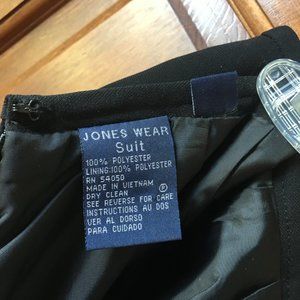 JONES WEAR
Suit
100% POLYESTER
LINING:100% POLYESTER
RN 54050
MADE IN VIETNAM
DRY CLEAN Ⓟ
SEE REVERSE FOR CARE
INSTRUCTIONS AU DOS
VER AL DORSO
PARA CUIDADO